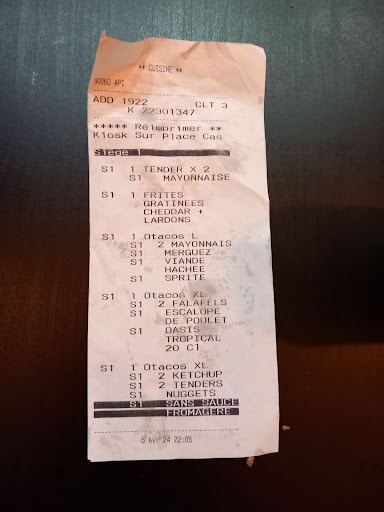 ** CUISINE **
90060 API
ADD 1922 CLT 3
K 22301347
***** Reimprimer **
Kiosk Sur Place Cas
Siege 1
S1 1 TENDER X 2
S1 MAYONNAISE
S1 1 FRITES
GRATINEES
CHEDDAR +
LARDONS
S1 1 Otacos L
S1 2 MAYONNAIS
S1 MERGUEZ
S1 VIANDE
HACHEE
S1 SPRITE
S1 1 Otacos XL
S1 2 FALAFELS
S1 ESCALOPE
DE POULET
S1 OASIS
TROPICAL
20 Cl
S1 1 Otacos XL
S1 2 KETCHUP
S1 2 TENDERS
S1 NUGGETS
S1 SANS SAUCE
FROMAGERE
6 Avr 24 22:05